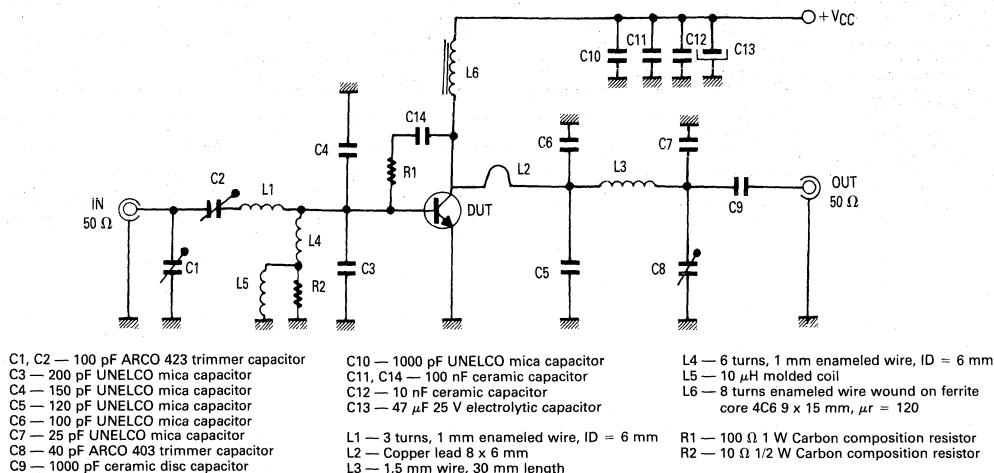 + VCC
C10
C11
C12
C13
L6
C14
C4
R1
C6
L2
L3
C7
C2
L1
IN
50 Ω
DUT
C9
OUT
50 Ω
C1
L4
L5
R2
C3
C5
C8
C1, C2 — 100 pF ARCO 423 trimmer capacitor
C3 — 200 pF UNELCO mica capacitor
C4 — 150 pF UNELCO mica capacitor
C5 — 120 pF UNELCO mica capacitor
C6 — 100 pF UNELCO mica capacitor
C7 — 25 pF UNELCO mica capacitor
C8 — 40 pF ARCO 403 trimmer capacitor
C9 — 1000 pF ceramic disc capacitor
C10 — 1000 pF UNELCO mica capacitor
C11, C14 — 100 nF ceramic capacitor
C12 — 10 nF ceramic capacitor
C13 — 47 μF 25 V electrolytic capacitor
L1 — 3 turns, 1 mm enameled wire, ID = 6 mm
L2 — Copper lead 8 x 6 mm
L3 — 1.5 mm wire, 30 mm length
L4 — 6 turns, 1 mm enameled wire, ID = 6 mm
L5 — 10 μH molded coil
L6 — 8 turns enameled wire wound on ferrite
core 4C6 9 x 15 mm, μr = 120
R1 — 100 Ω 1 W Carbon composition resistor
R2 — 10 Ω 1/2 W Carbon composition resistor